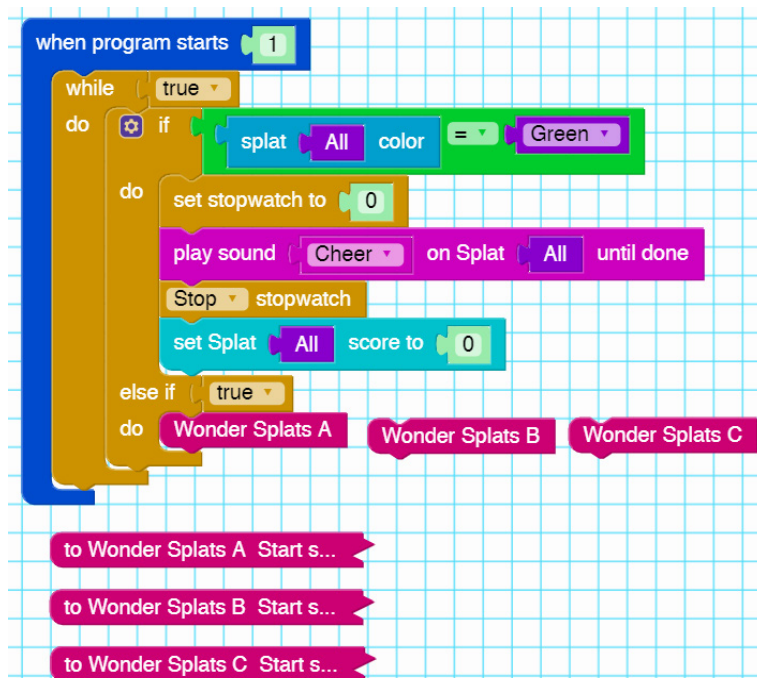 when program starts 1
while true
do if splat All color = Green
do set stopwatch to 0
play sound Cheer on Splat All until done
Stop stopwatch
set Splat All score to 0
else if true
do Wonder Splats A Wonder Splats B Wonder Splats C
to Wonder Splats A Start s...
to Wonder Splats B Start s...
to Wonder Splats C Start s...